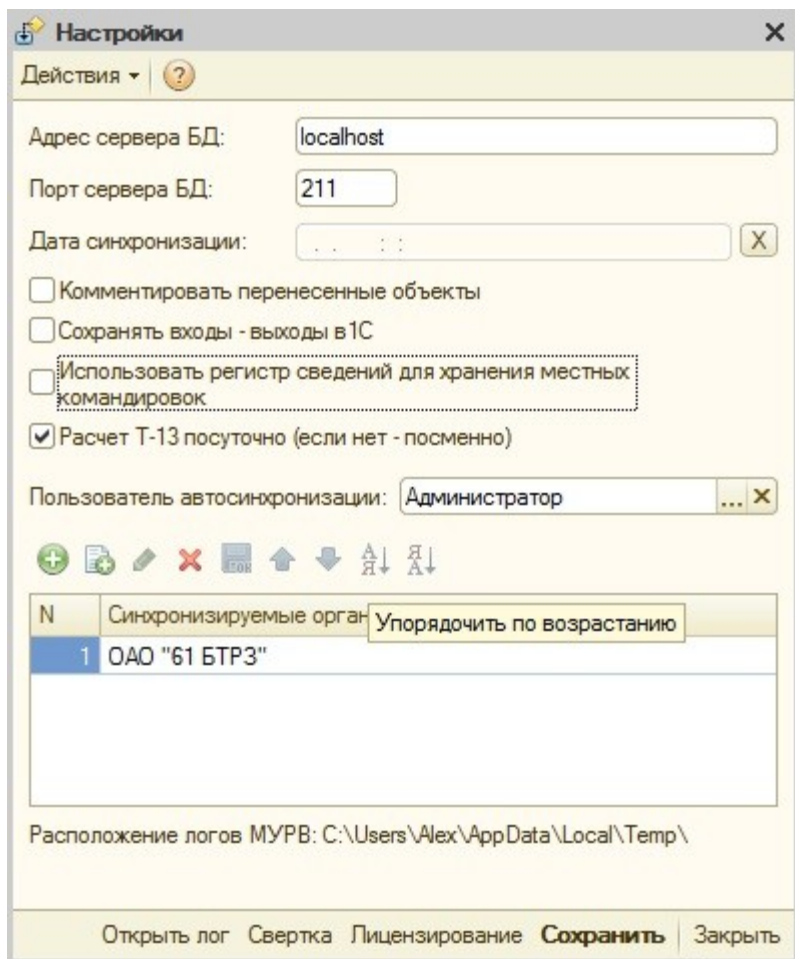 Настройки
Действия
Адрес сервера БД: localhost
Порт сервера БД: 211
Дата синхронизации: . . : : X
Комментировать перенесенные объекты
Сохранять входы - выходы в1С
Использовать регистр сведений для хранения местных
командировок
Расчет Т-13 посуточно (если нет - посменно)
Пользователь автосинхронизации: Администратор ...
N Синхронизируемые орган
Упорядочить по возрастанию
1 ОАО "61 БТРЗ"
Расположение логов МУРВ: C:\Users\Alex\AppData\Local\Temp\
Открыть лог Свертка Лицензирование Сохранить Закрыть